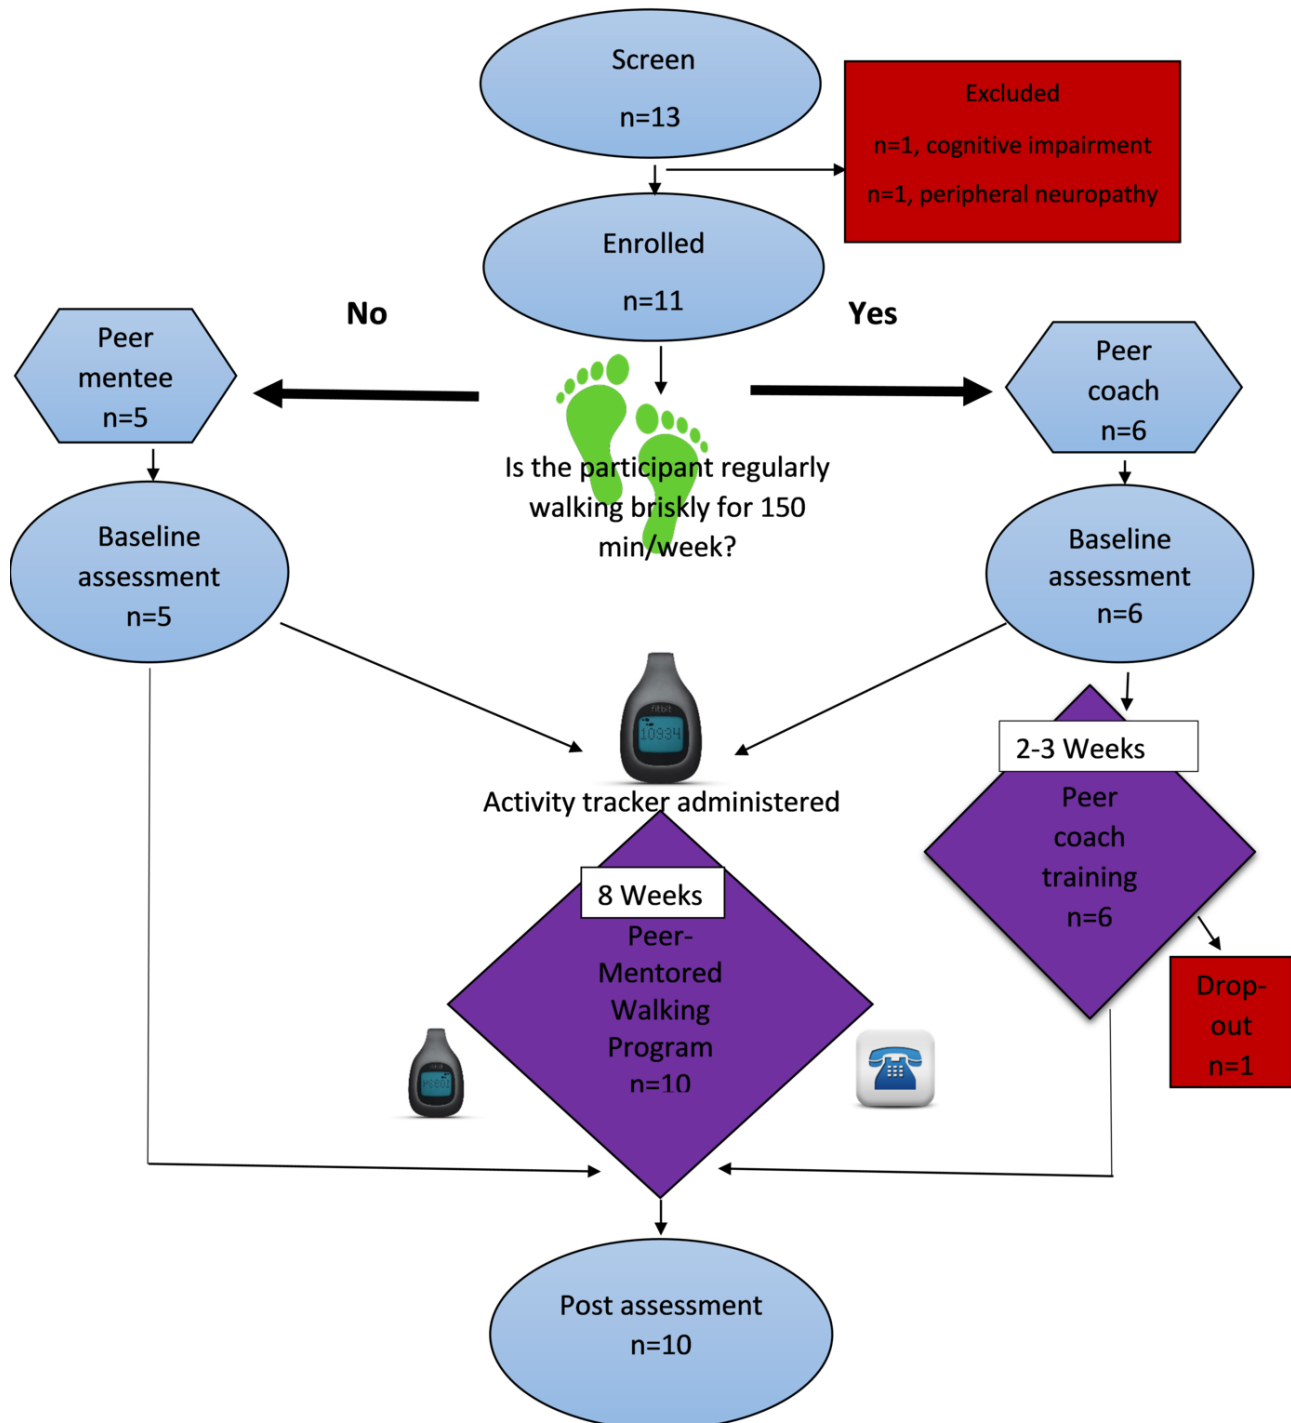 Screen
n=13
Excluded
n=1, cognitive impairment
n=1, peripheral neuropathy
Enrolled
n=11
No
Yes
Peer
mentee
n=5
Peer
coach
n=6
Is the participant regularly
walking briskly for 150
min/week?
Baseline
assessment
n=5
Baseline
assessment
n=6
fitbit
10934
Activity tracker administered
2-3 Weeks
Peer
coach
training
n=6
Drop-
out
n=1
8 Weeks
Peer-
Mentored
Walking
Program
n=10
Post assessment
n=10